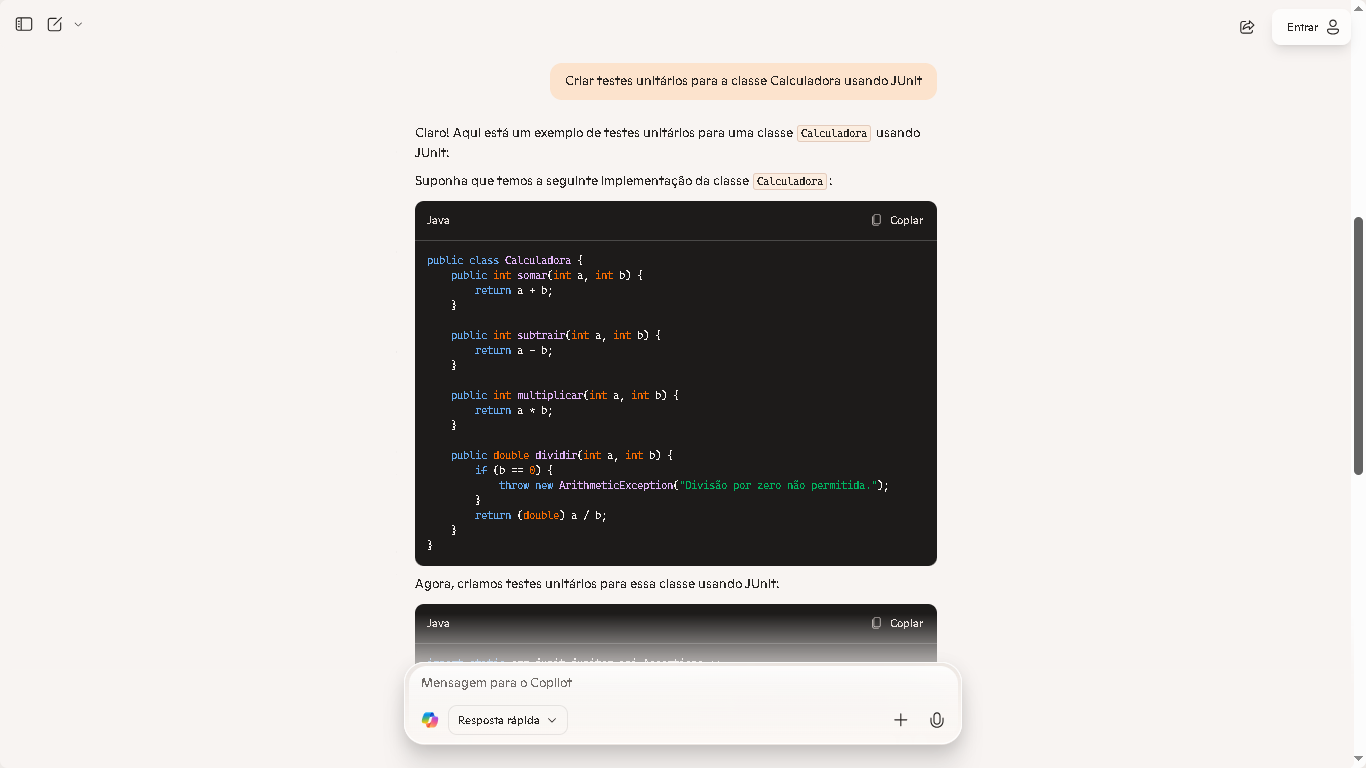 Entrar
Criar testes unitários para a classe Calculadora usando JUnit
Claro! Aqui está um exemplo de testes unitários para uma classe Calculadora usando
JUnit:
Suponha que temos a seguinte implementação da classe Calculadora:
Java
Copiar
public class Calculadora {
    public int somar(int a, int b) {
        return a + b;
    }
    public int subtrair(int a, int b) {
        return a - b;
    }
    public int multiplicar(int a, int b) {
        return a * b;
    }
    public double dividir(int a, int b) {
        if (b == 0) {
            throw new ArithmeticException("Divisão por zero não permitida.");
        }
        return (double) a / b;
    }
}
Agora, criamos testes unitários para essa classe usando JUnit:
Java
Copiar
Mensagem para o Copilot
Resposta rápida